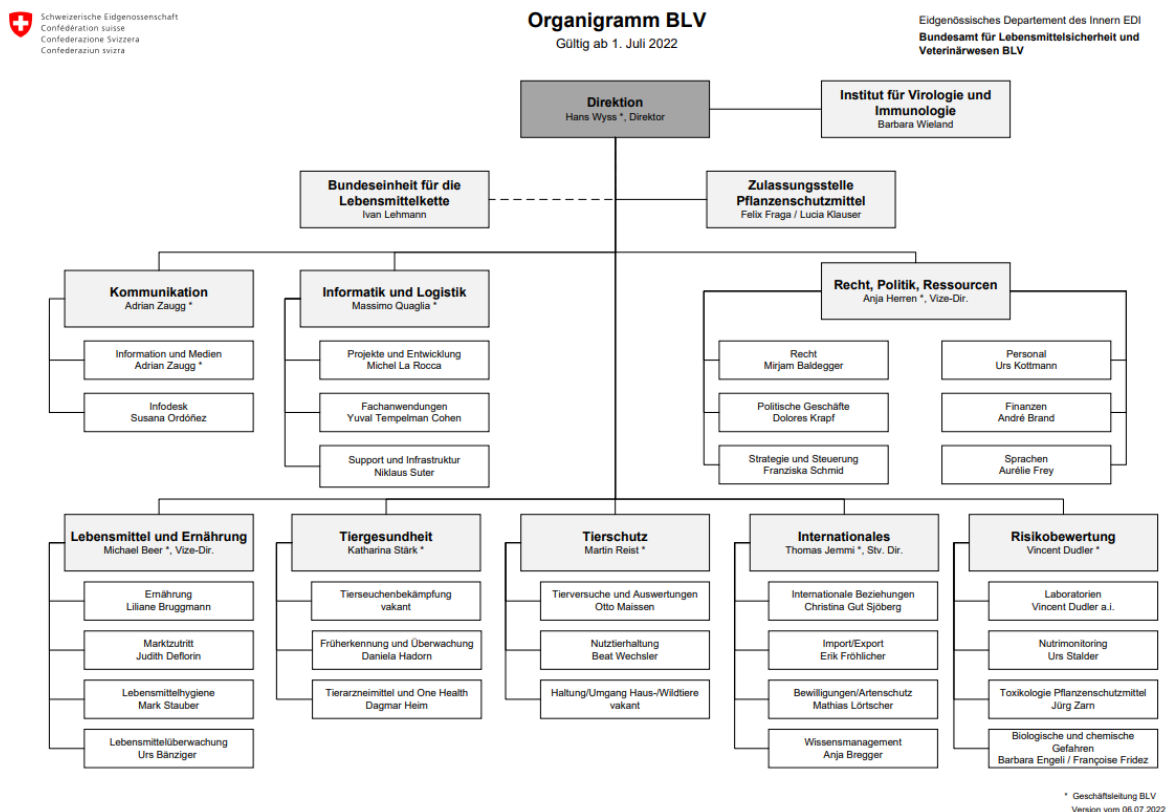 Schweizerische Eidgenossenschaft
Confédération suisse
Confederazione Svizzera
Confederaziun svizra
Organigramm BLV
Gültig ab 1. Juli 2022
Eidgenössisches Departement des Innern EDI
Bundesamt für Lebensmittelsicherheit und
Veterinärwesen BLV
Direktion
Hans Wyss *, Direktor
Institut für Virologie und
Immunologie
Barbara Wieland
Bundeseinheit für die
Lebensmittelkette
Ivan Lehmann
Zulassungsstelle
Pflanzenschutzmittel
Felix Fraga / Lucia Klauser
Kommunikation
Adrian Zaugg *
Information und Medien
Adrian Zaugg *
Infodesk
Susana Ordóñez
Informatik und Logistik
Massimo Quaglia *
Projekte und Entwicklung
Michel La Rocca
Fachanwendungen
Yuval Tempelman Cohen
Support und Infrastruktur
Niklaus Suter
Recht, Politik, Ressourcen
Anja Herren *, Vize-Dir.
Recht
Mirjam Baldegger
Politische Geschäfte
Dolores Krapf
Strategie und Steuerung
Franziska Schmid
Personal
Urs Kottmann
Finanzen
André Brand
Sprachen
Aurélie Frey
Lebensmittel und Ernährung
Michael Beer *, Vize-Dir.
Ernährung
Liliane Bruggmann
Marktzutritt
Judith Deflorin
Lebensmittelhygiene
Mark Stauber
Lebensmittelüberwachung
Urs Bänziger
Tiergesundheit
Katharina Stärk *
Tierseuchenbekämpfung
vakant
Früherkennung und Überwachung
Daniela Hadorn
Tierarzneimittel und One Health
Dagmar Heim
Tierschutz
Martin Reist *
Tierversuche und Auswertungen
Otto Maissen
Nutztierhaltung
Beat Wechsler
Haltung/Umgang Haus-/Wildtiere
vakant
Internationales
Thomas Jemmi *, Stv. Dir.
Internationale Beziehungen
Christina Gut Sjöberg
Import/Export
Erik Fröhlicher
Bewilligungen/Artenschutz
Mathias Lörtscher
Wissensmanagement
Anja Bregger
Risikobewertung
Vincent Dudler *
Laboratorien
Vincent Dudler a.i.
Nutrimonitoring
Urs Stalder
Toxikologie Pflanzenschutzmittel
Jürg Zarn
Biologische und chemische
Gefahren
Barbara Engeli / Françoise Fridez
* Geschäftsleitung BLV
Version vom 06.07.2022